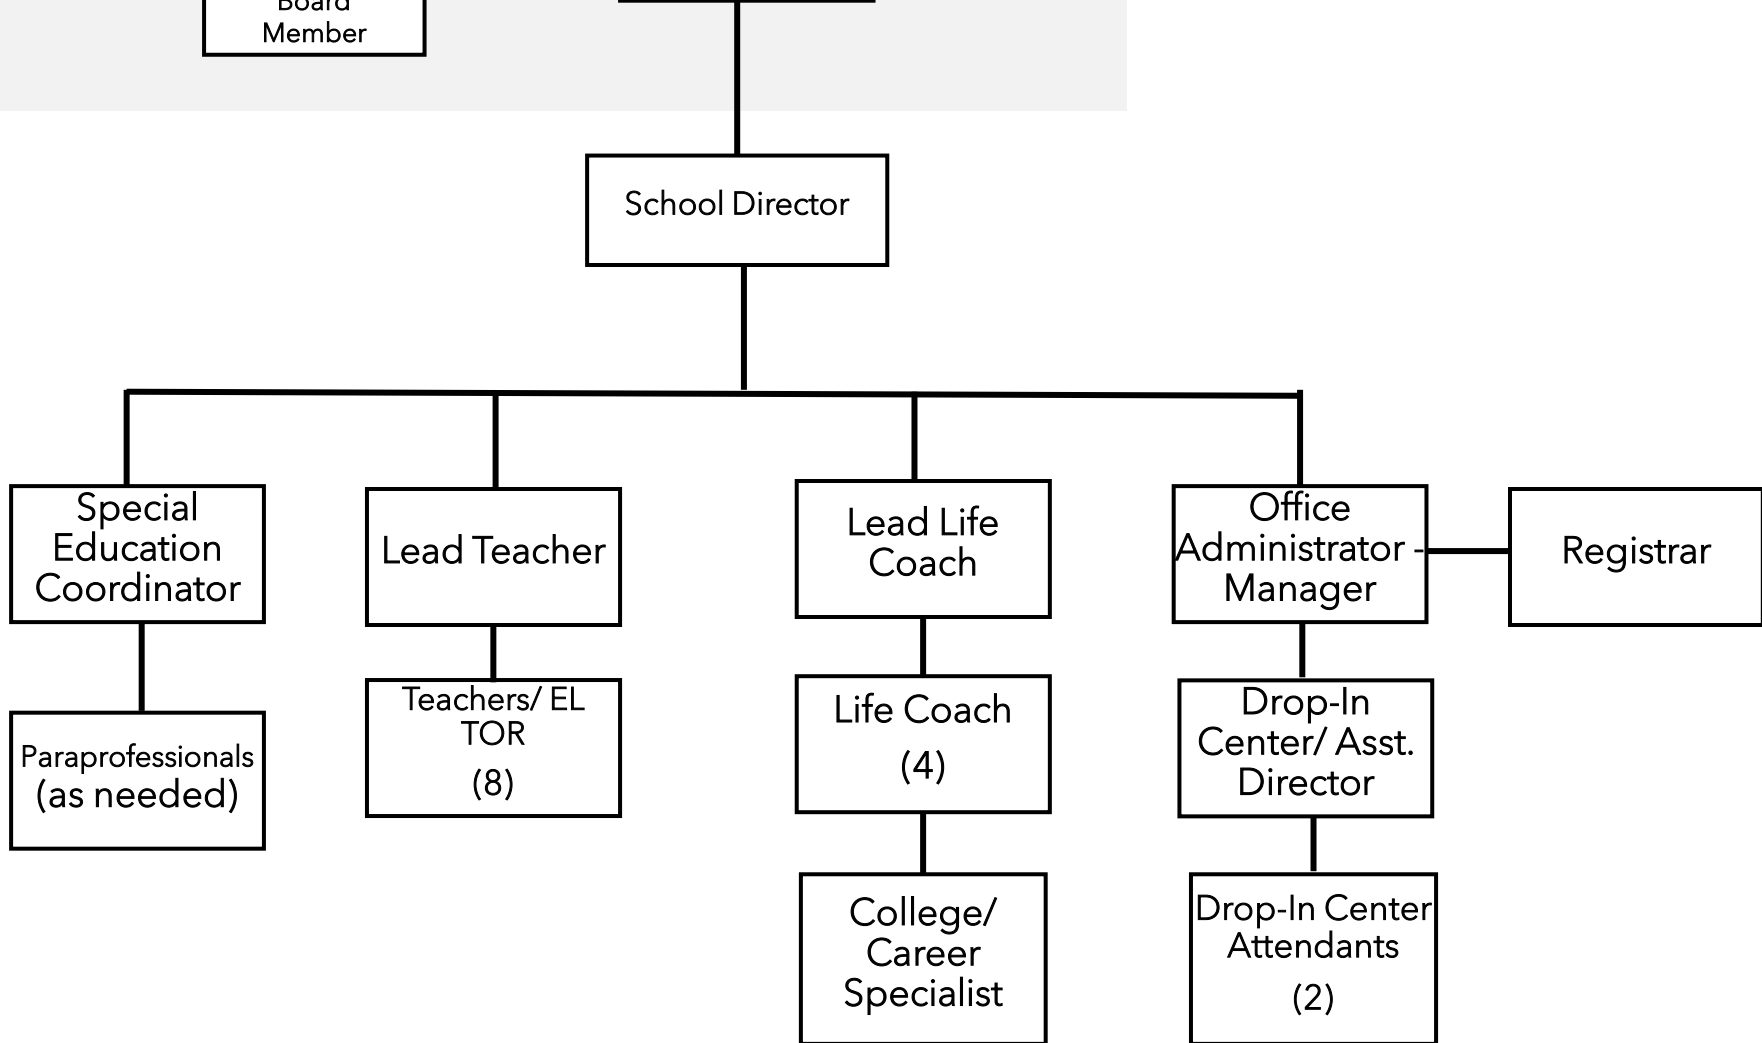 Board
Member
School Director
Special
Education
Coordinator
Lead Teacher
Lead Life
Coach
Office
Administrator -
Manager
Registrar
Paraprofessionals
(as needed)
Teachers/ EL
TOR
(8)
Life Coach
(4)
Drop-In
Center/ Asst.
Director
College/
Career
Specialist
Drop-In Center
Attendants
(2)